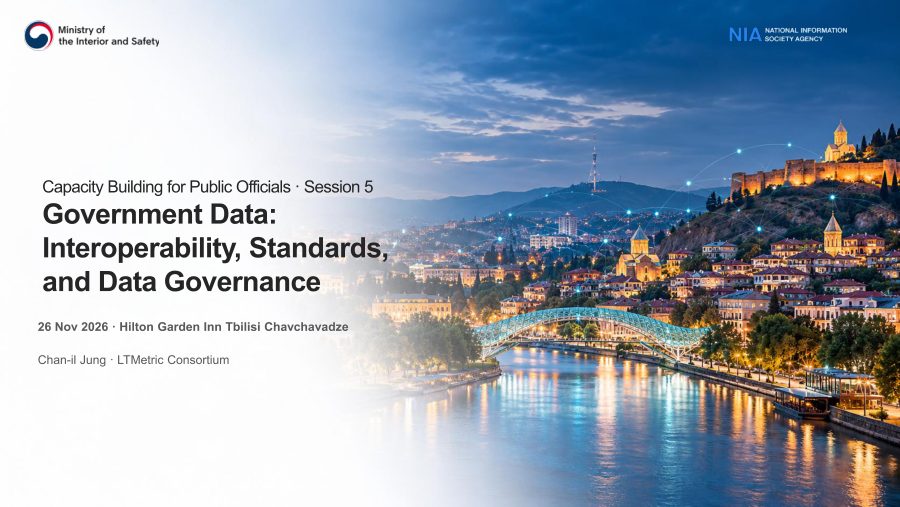 Ministry of
the Interior and Safety
NIA NATIONAL INFORMATION
SOCIETY AGENCY
Capacity Building for Public Officials · Session 5
Government Data:
Interoperability, Standards,
and Data Governance
26 Nov 2026 · Hilton Garden Inn Tbilisi Chavchavadze
Chan-il Jung · LTMetric Consortium